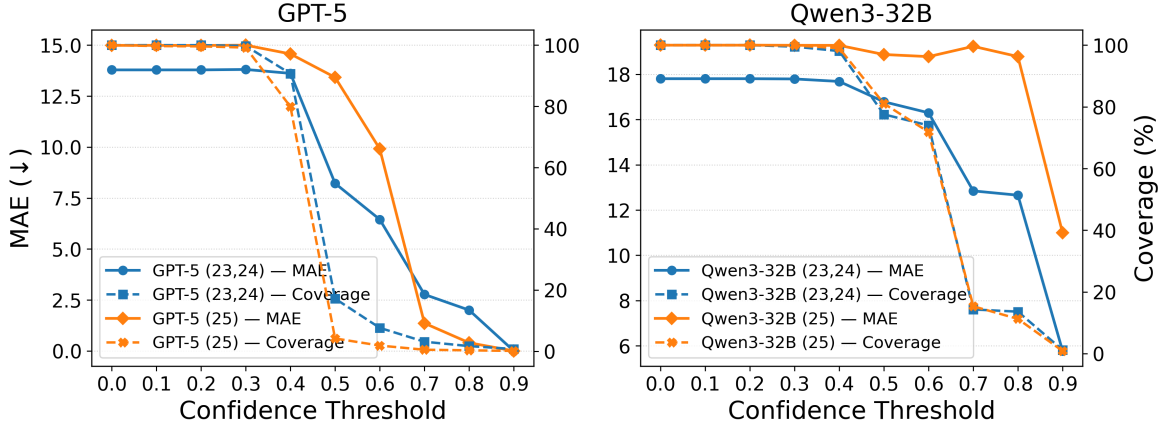 GPT-5
MAE (↓)
15.0
12.5
10.0
7.5
5.0
2.5
0.0
100
80
60
40
20
0
GPT-5 (23,24) — MAE
GPT-5 (23,24) — Coverage
GPT-5 (25) — MAE
GPT-5 (25) — Coverage
0.0 0.1 0.2 0.3 0.4 0.5 0.6 0.7 0.8 0.9
Confidence Threshold
Qwen3-32B
18
16
14
12
10
8
6
100
80
60
40
20
0
Coverage (%)
Qwen3-32B (23,24) — MAE
Qwen3-32B (23,24) — Coverage
Qwen3-32B (25) — MAE
Qwen3-32B (25) — Coverage
0.0 0.1 0.2 0.3 0.4 0.5 0.6 0.7 0.8 0.9
Confidence Threshold